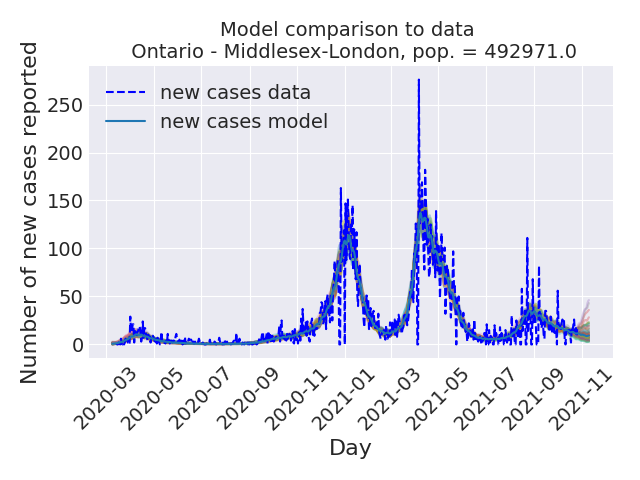 Model comparison to data
Ontario - Middlesex-London, pop. = 492971.0
Number of new cases reported
new cases data
new cases model
250
200
150
100
50
0
2020-03
2020-05
2020-07
2020-09
2020-11
2021-01
2021-03
2021-05
2021-07
2021-09
2021-11
Day